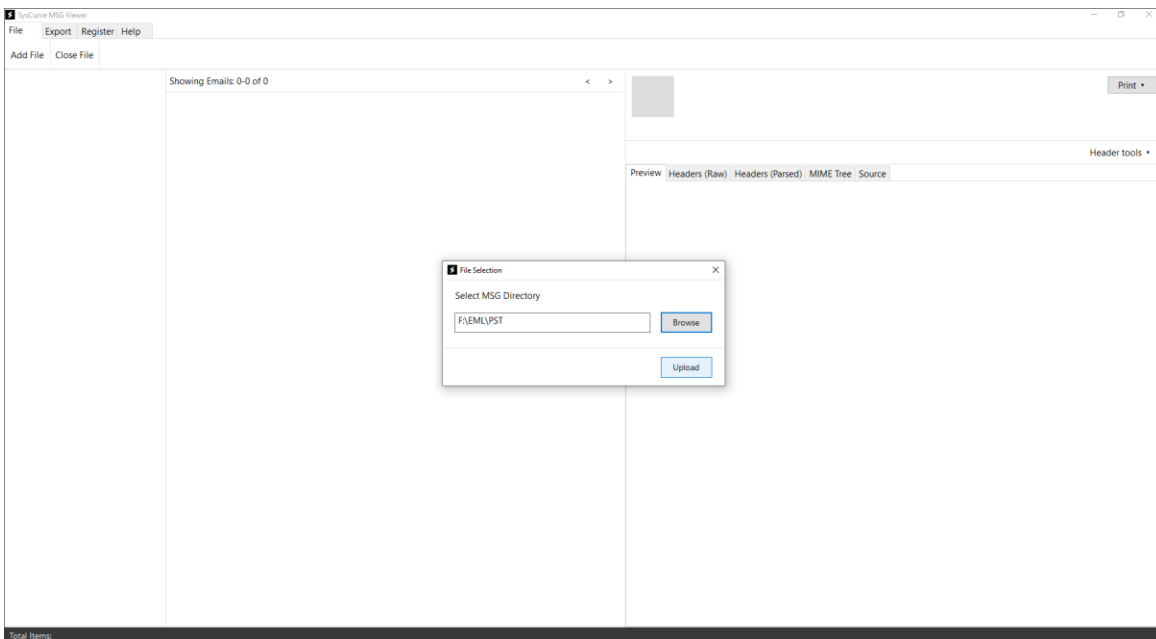 SysCurve MSG Viewer
File Export Register Help
Add File Close File
Showing Emails: 0-0 of 0 < >
Print
Header tools
Preview Headers (Raw) Headers (Parsed) MIME Tree Source
File Selection
Select MSG Directory
F:\EML\PST
Browse
Upload
Total Items: